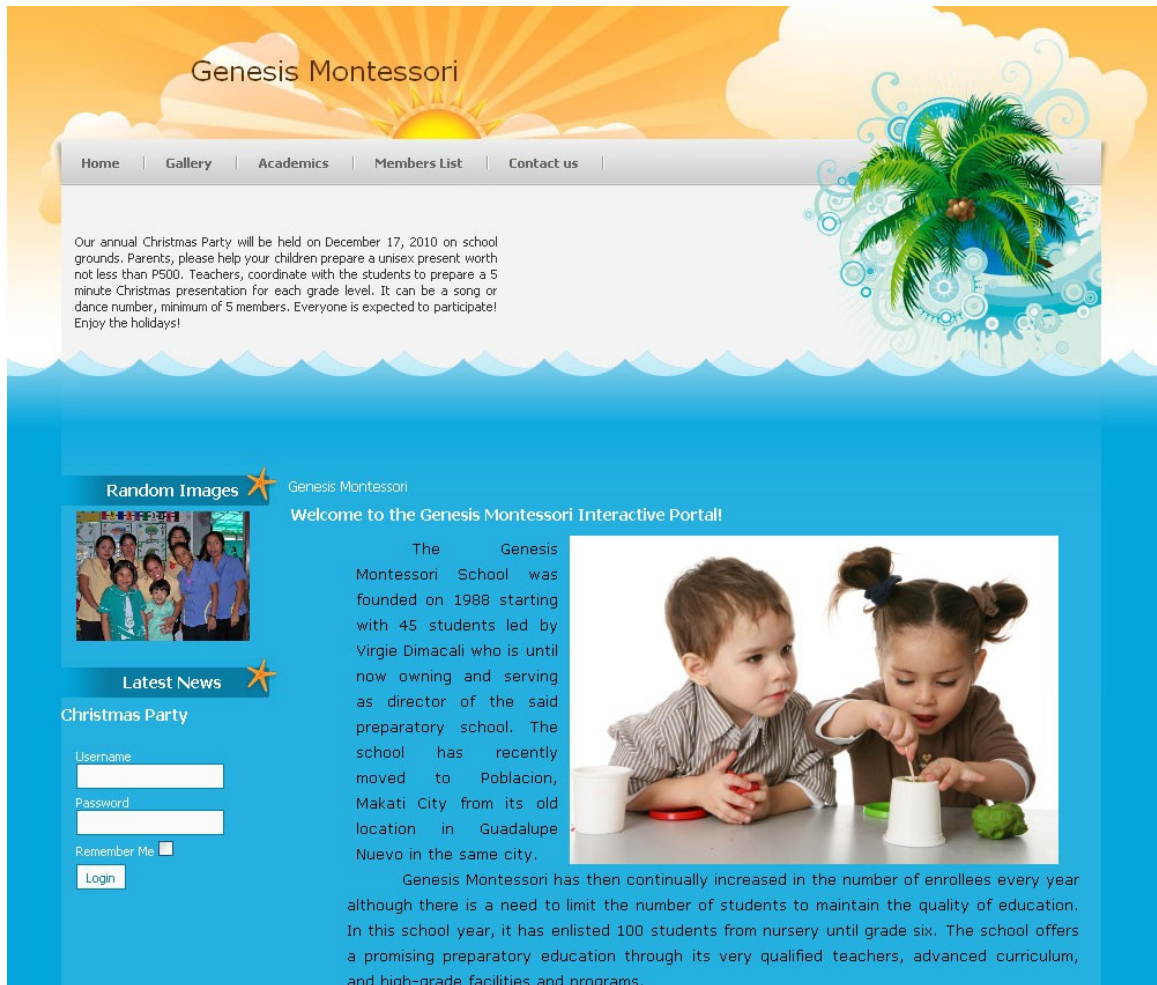 Genesis Montessori
Home | Gallery | Academics | Members List | Contact us |
Our annual Christmas Party will be held on December 17, 2010 on school
grounds. Parents, please help your children prepare a unisex present worth
not less than P500. Teachers, coordinate with the students to prepare a 5
minute Christmas presentation for each grade level. It can be a song or
dance number, minimum of 5 members. Everyone is expected to participate!
Enjoy the holidays!
Random Images
Latest News
Christmas Party
Username
Password
Remember Me
Login
Genesis Montessori
Welcome to the Genesis Montessori Interactive Portal!
The Genesis
Montessori School was
founded on 1988 starting
with 45 students led by
Virgie Dimacali who is until
now owning and serving
as director of the said
preparatory school. The
school has recently
moved to Poblacion,
Makati City from its old
location in Guadalupe
Nuevo in the same city.
Genesis Montessori has then continually increased in the number of enrollees every year
although there is a need to limit the number of students to maintain the quality of education.
In this school year, it has enlisted 100 students from nursery until grade six. The school offers
a promising preparatory education through its very qualified teachers, advanced curriculum,
and high-grade facilities and programs.